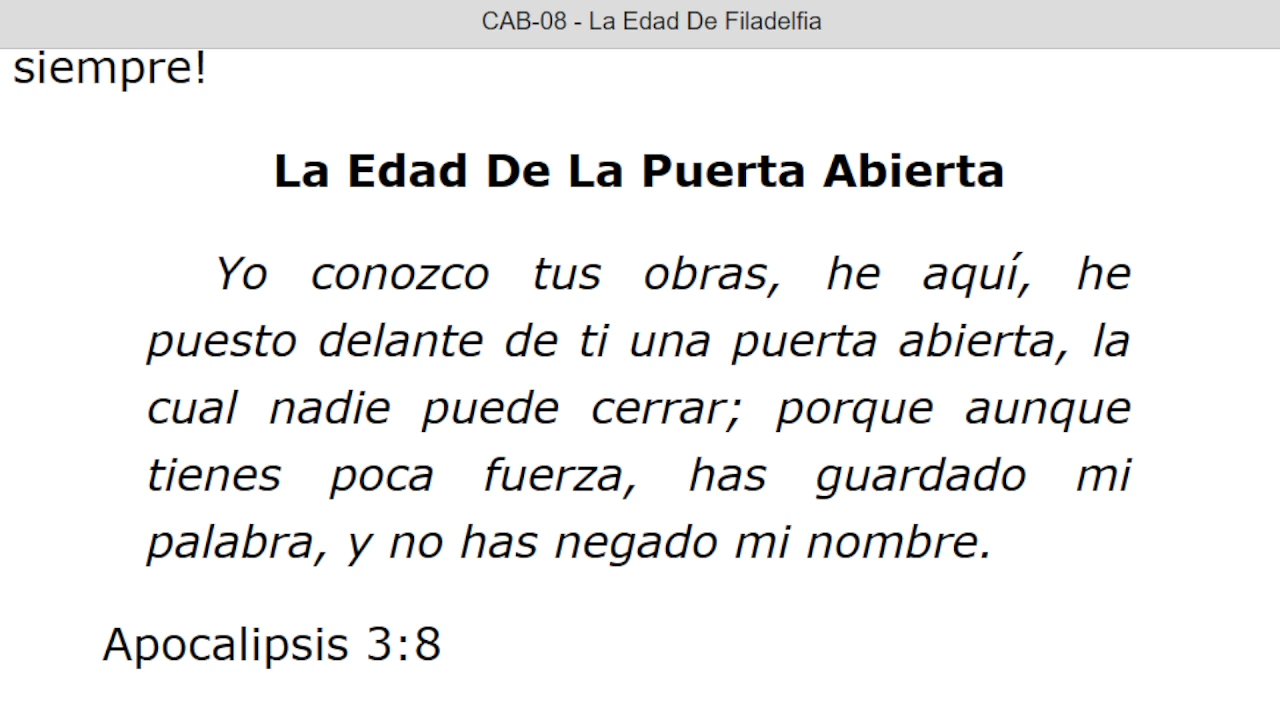 CAB-08 - La Edad De Filadelfia
siempre!
La Edad De La Puerta Abierta
Yo conozco tus obras, he aquí, he
puesto delante de ti una puerta abierta, la
cual nadie puede cerrar; porque aunque
tienes poca fuerza, has guardado mi
palabra, y no has negado mi nombre.
Apocalipsis 3:8